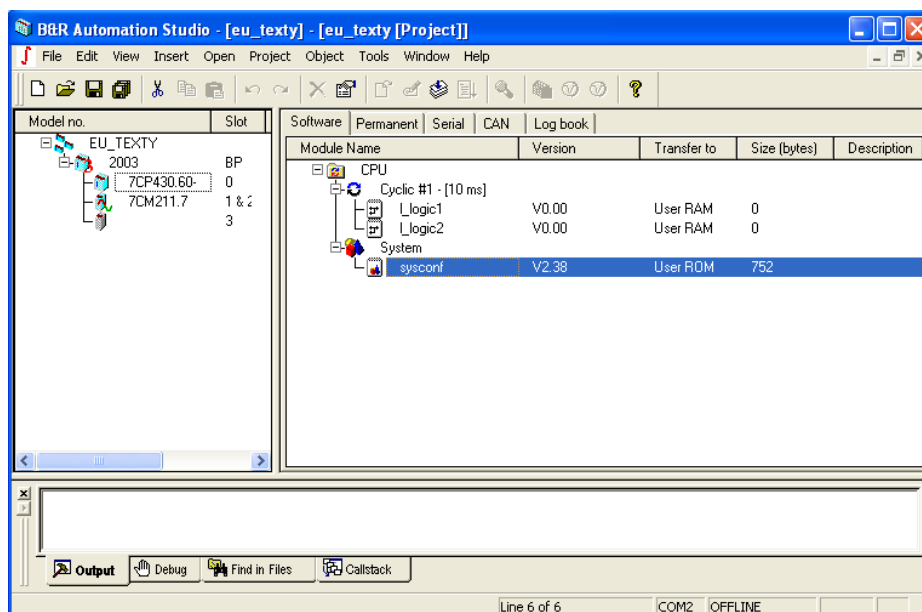 B&R Automation Studio - [eu_texty] - [eu_texty [Project]]
File Edit View Insert Open Project Object Tools Window Help
Model no. Slot
EU_TEXTY
2003 BP
7CP430.60- 0
7CM211.7 1 & 2
3
Software Permanent Serial CAN Log book
Module Name Version Transfer to Size (bytes) Description
CPU
Cyclic #1 - [10 ms]
l_logic1 V0.00 User RAM 0
l_logic2 V0.00 User RAM 0
System
sysconf V2.38 User ROM 752
Output Debug Find in Files Callstack
Line 6 of 6 COM2 OFFLINE